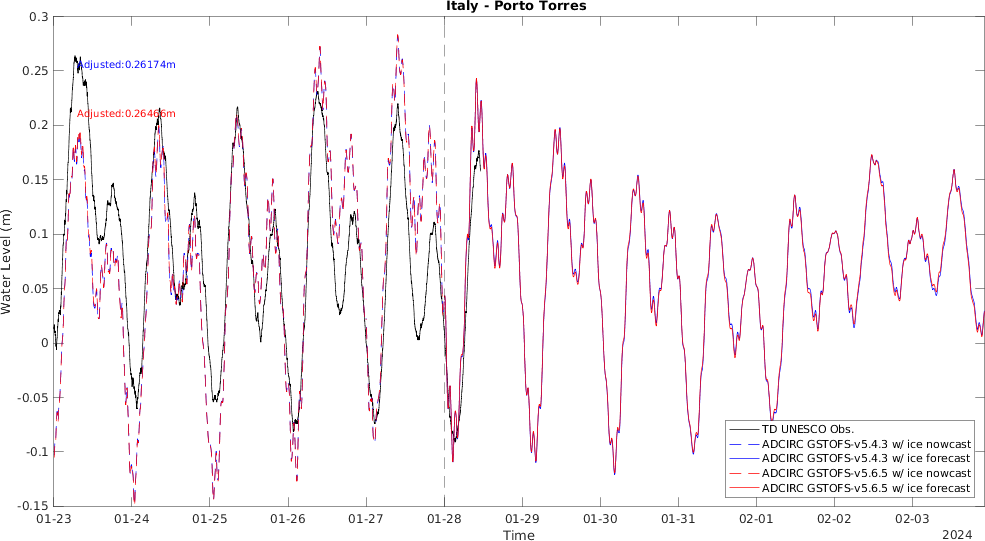 Italy - Porto Torres
0.3
0.25
0.2
0.15
0.1
0.05
0
-0.05
-0.1
-0.15
Water Level (m)
Adjusted:0.26174m
Adjusted:0.26466m
TD UNESCO Obs.
ADCIRC GSTOFS-v5.4.3 w/ ice nowcast
ADCIRC GSTOFS-v5.4.3 w/ ice forecast
ADCIRC GSTOFS-v5.6.5 w/ ice nowcast
ADCIRC GSTOFS-v5.6.5 w/ ice forecast
01-23 01-24 01-25 01-26 01-27 01-28 01-29 01-30 01-31 02-01 02-02 02-03
Time
2024